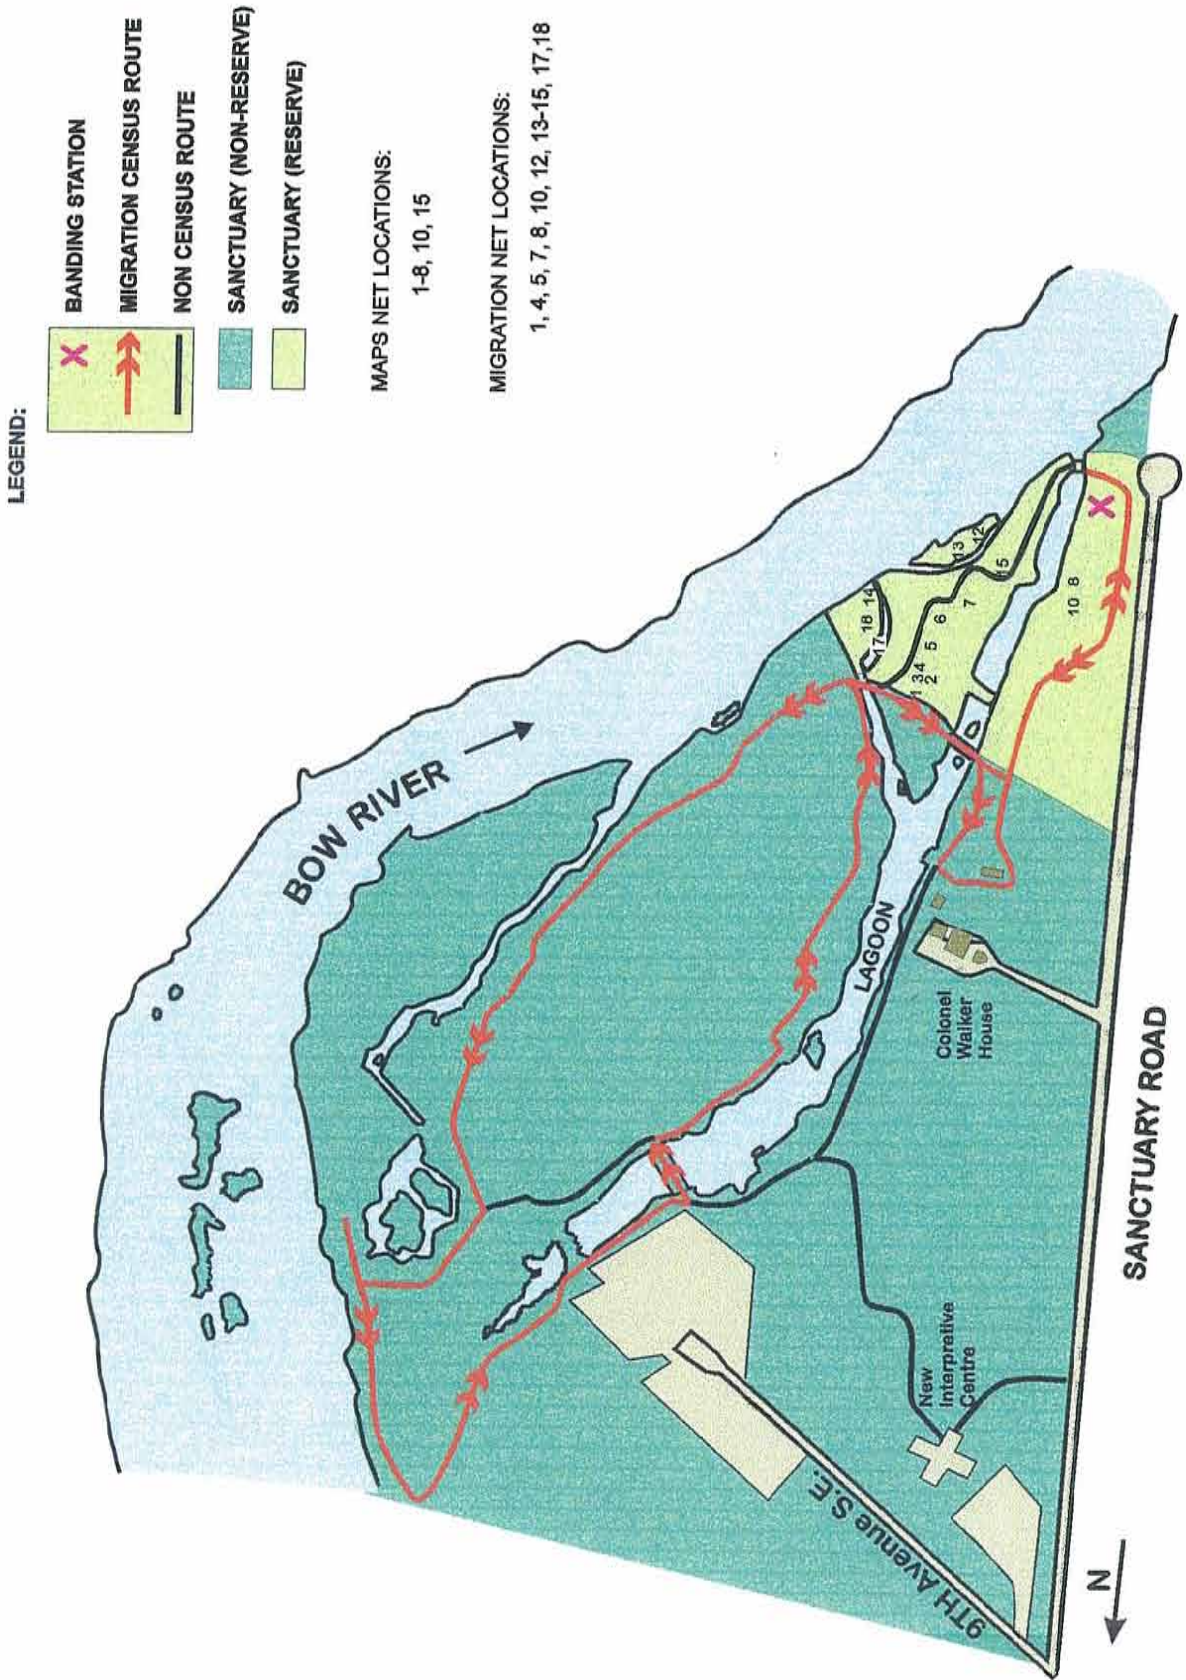 LEGEND:
BANDING STATION
MIGRATION CENSUS ROUTE
NON CENSUS ROUTE
SANCTUARY (NON-RESERVE)
SANCTUARY (RESERVE)
MAPS NET LOCATIONS:
1-8, 10, 15
MIGRATION NET LOCATIONS:
1, 4, 5, 7, 8, 10, 12, 13-15, 17,18
BOW RIVER
LAGOON
18 14
17
13
12
15
7
6
5
1 3 4
2
10 8
X
Colonel
Walker
House
New
Interpretive
Centre
9TH Avenue S.E.
SANCTUARY ROAD
N